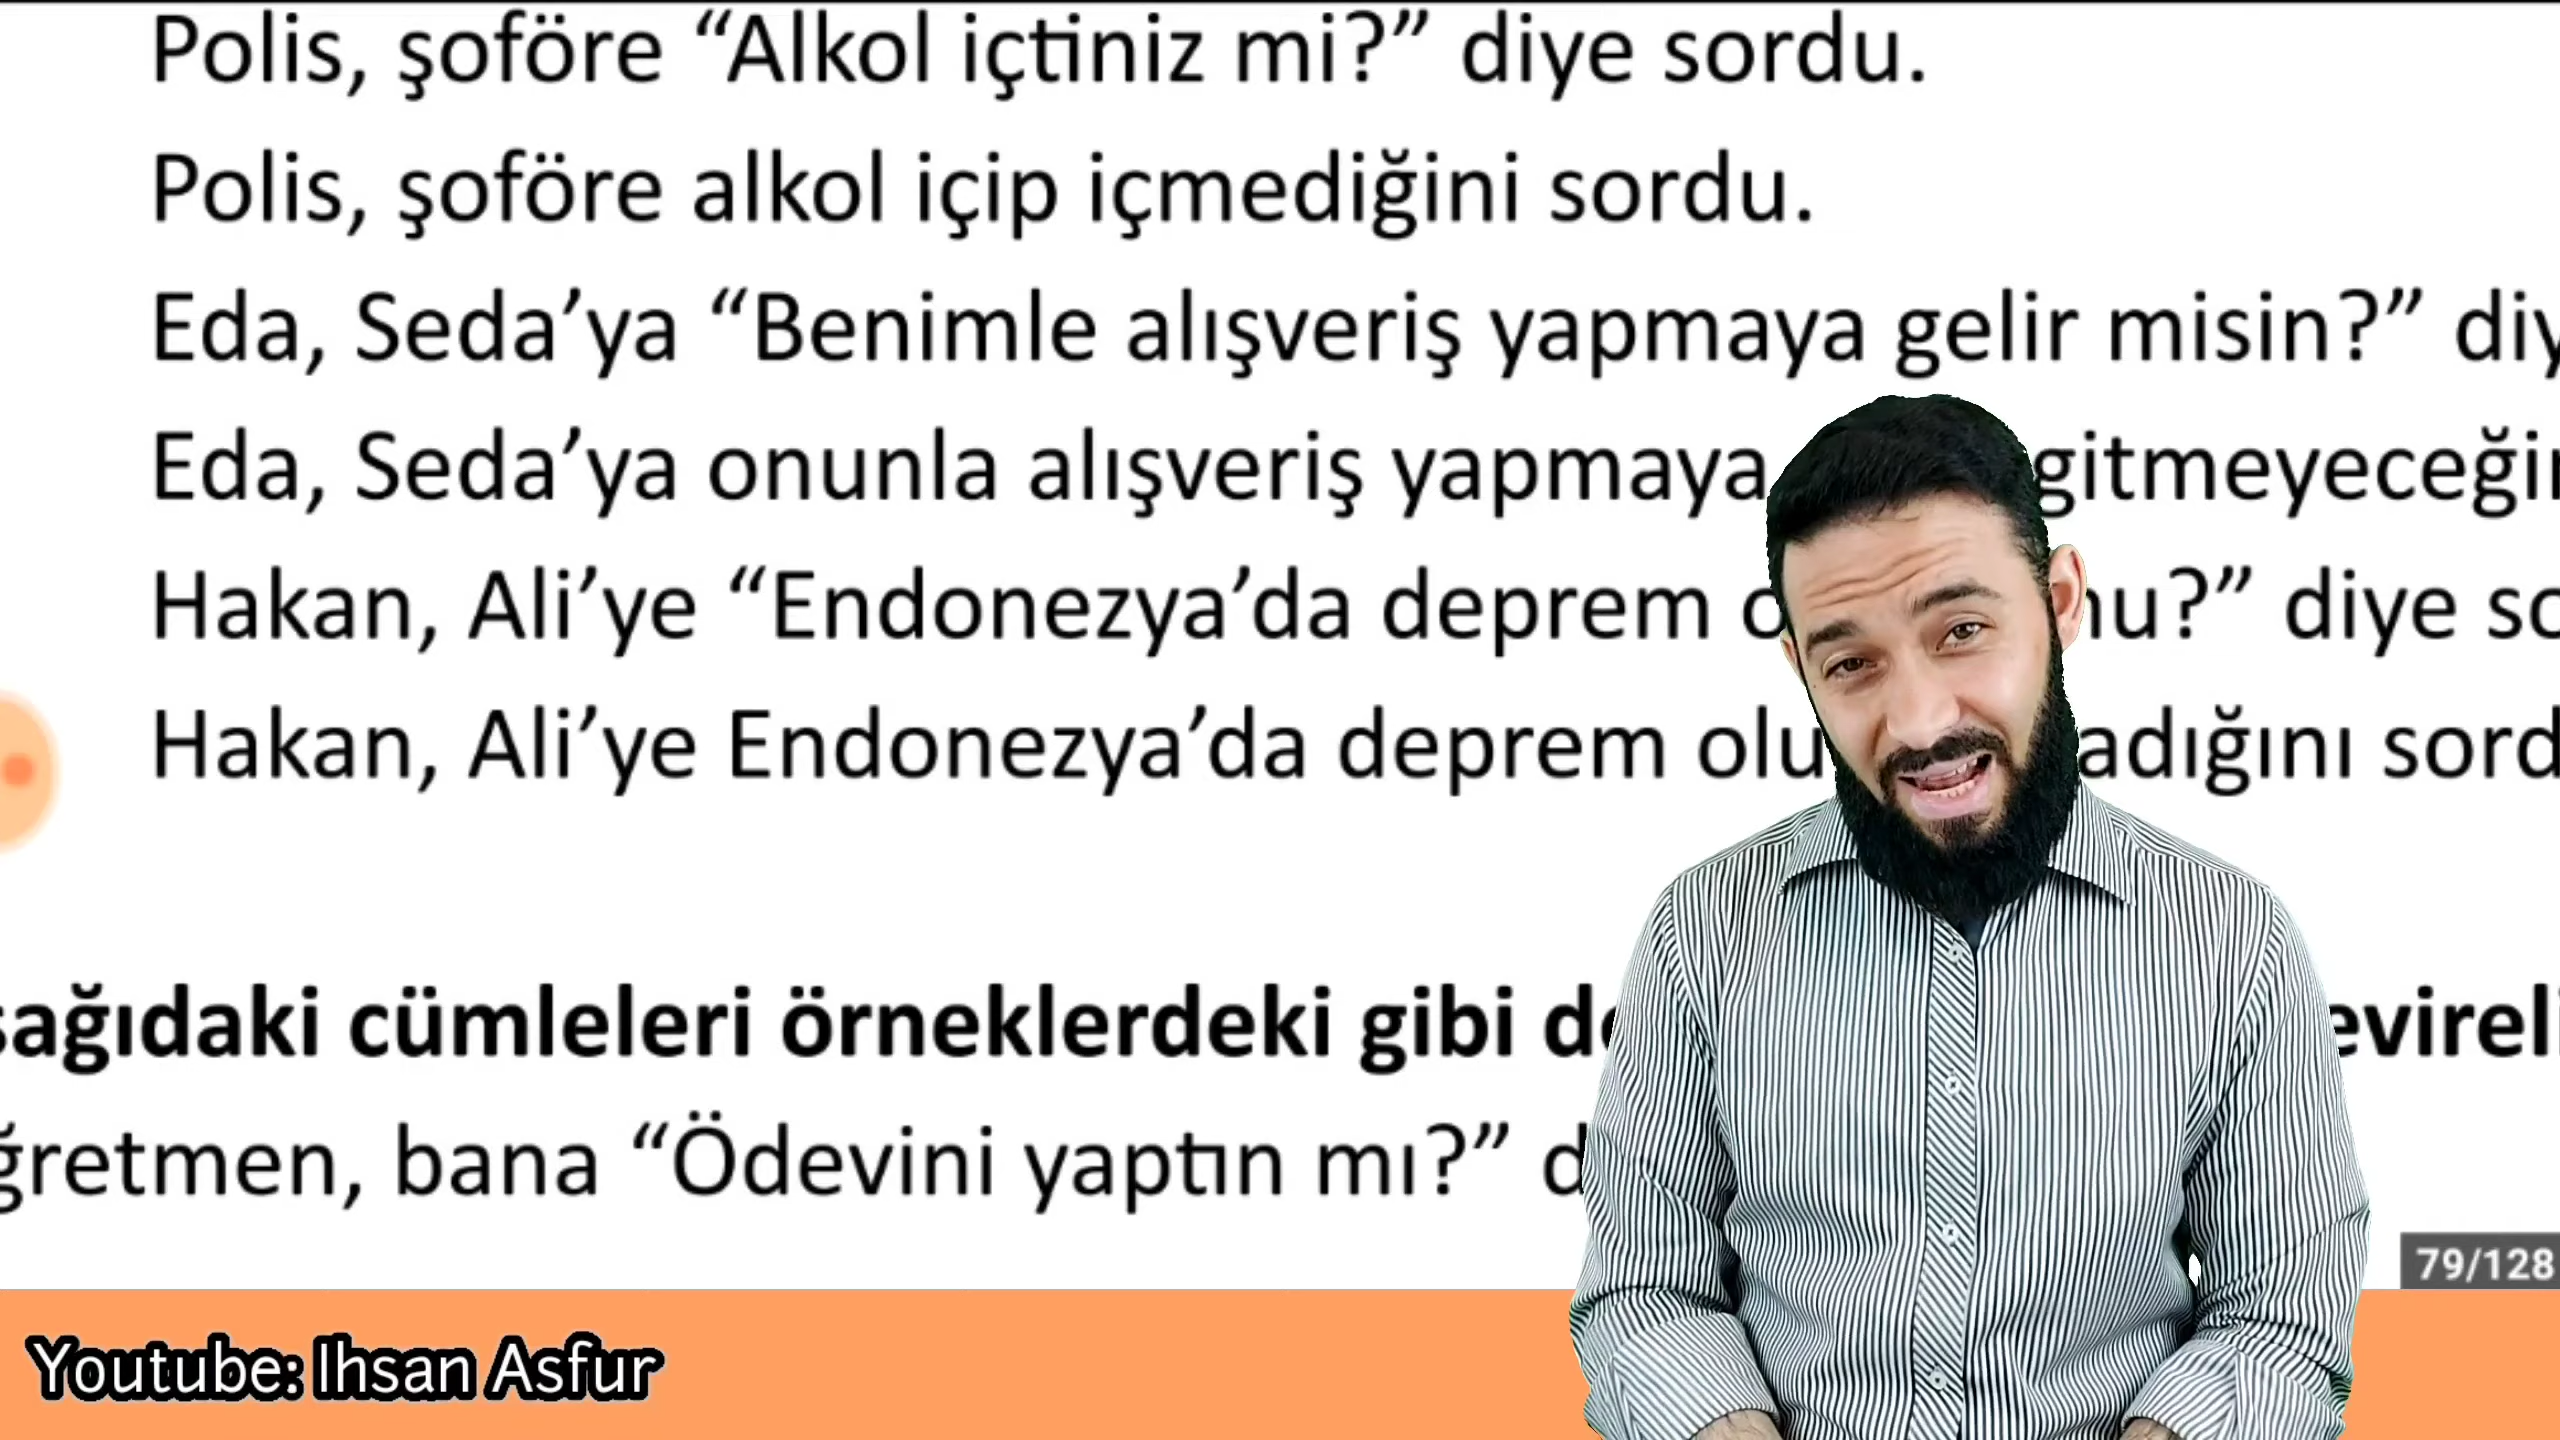 Polis, şoföre “Alkol içtiniz mi?” diye sordu.
Polis, şoföre alkol içip içmediğini sordu.
Eda, Seda’ya “Benimle alışveriş yapmaya gelir misin?”
Eda, Seda’ya onunla alışveriş yapmaya
Hakan, Ali’ye “Endonezya’da deprem diye
Hakan, Ali’ye Endonezya’da deprem
cümleleri örneklerdeki gibi
bana “Ödevini yaptın mı?”
79/128
Youtube: Ihsan Asfur